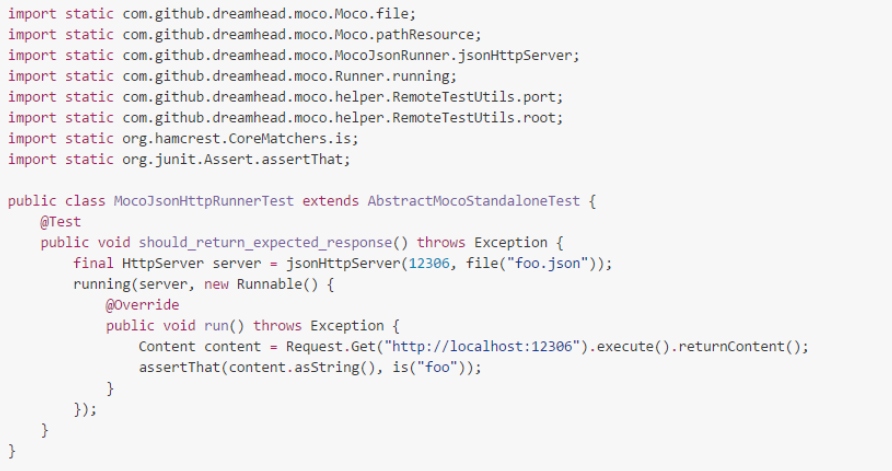 import static com.github.dreamhead.moco.Moco.file;
import static com.github.dreamhead.moco.Moco.pathResource;
import static com.github.dreamhead.moco.MocoJsonRunner.jsonHttpServer;
import static com.github.dreamhead.moco.Runner.running;
import static com.github.dreamhead.moco.helper.RemoteTestUtils.port;
import static com.github.dreamhead.moco.helper.RemoteTestUtils.root;
import static org.hamcrest.CoreMatchers.is;
import static org.junit.Assert.assertThat;

public class MocoJsonHttpRunnerTest extends AbstractMocoStandaloneTest {
    @Test
    public void should_return_expected_response() throws Exception {
        final HttpServer server = jsonHttpServer(12306, file("foo.json"));
        running(server, new Runnable() {
            @Override
            public void run() throws Exception {
                Content content = Request.Get("http://localhost:12306").execute().returnContent();
                assertThat(content.asString(), is("foo"));
            }
        });
    }
}